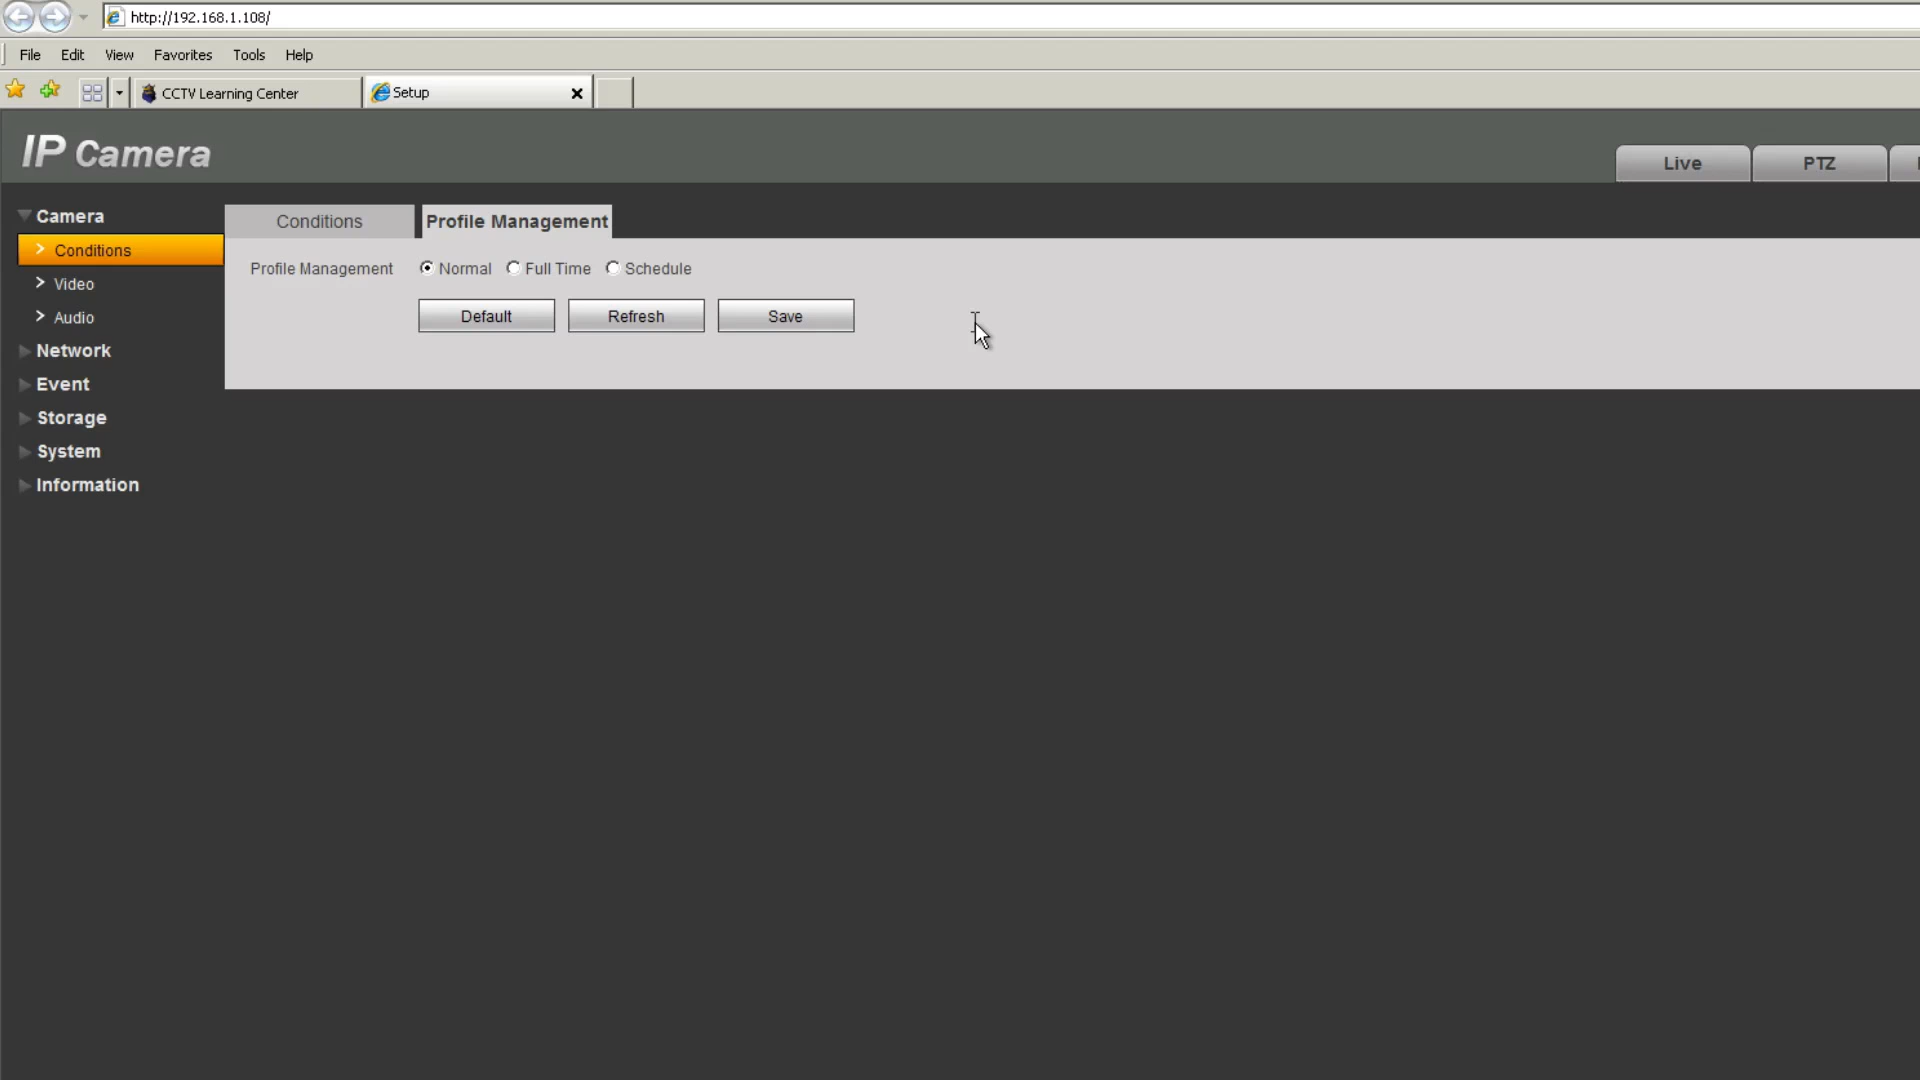 http://192.168.1.108/
File Edit View Favorites Tools Help
CCTV Learning Center Setup
IP Camera
Live PTZ
Camera
Conditions Profile Management
Conditions
Profile Management Normal Full Time Schedule
Video
Default Refresh Save
Audio
Network
Event
Storage
System
Information